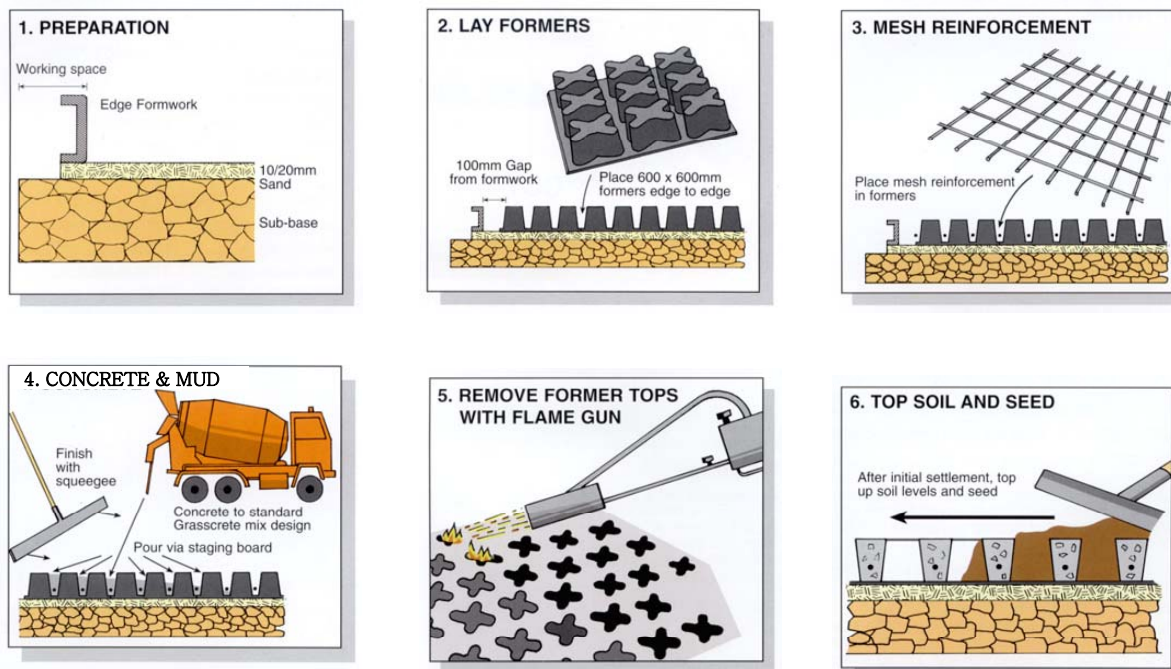 1. PREPARATION
Working space
Edge Formwork
10/20mm
Sand
Sub-base
2. LAY FORMERS
100mm Gap
from formwork
Place 600 x 600mm
formers edge to edge
3. MESH REINFORCEMENT
Place mesh reinforcement
in formers
4. CONCRETE & MUD
Finish
with
squeegee
Concrete to standard
Grasscrete mix design
Pour via staging board
5. REMOVE FORMER TOPS
WITH FLAME GUN
6. TOP SOIL AND SEED
After initial settlement, top
up soil levels and seed